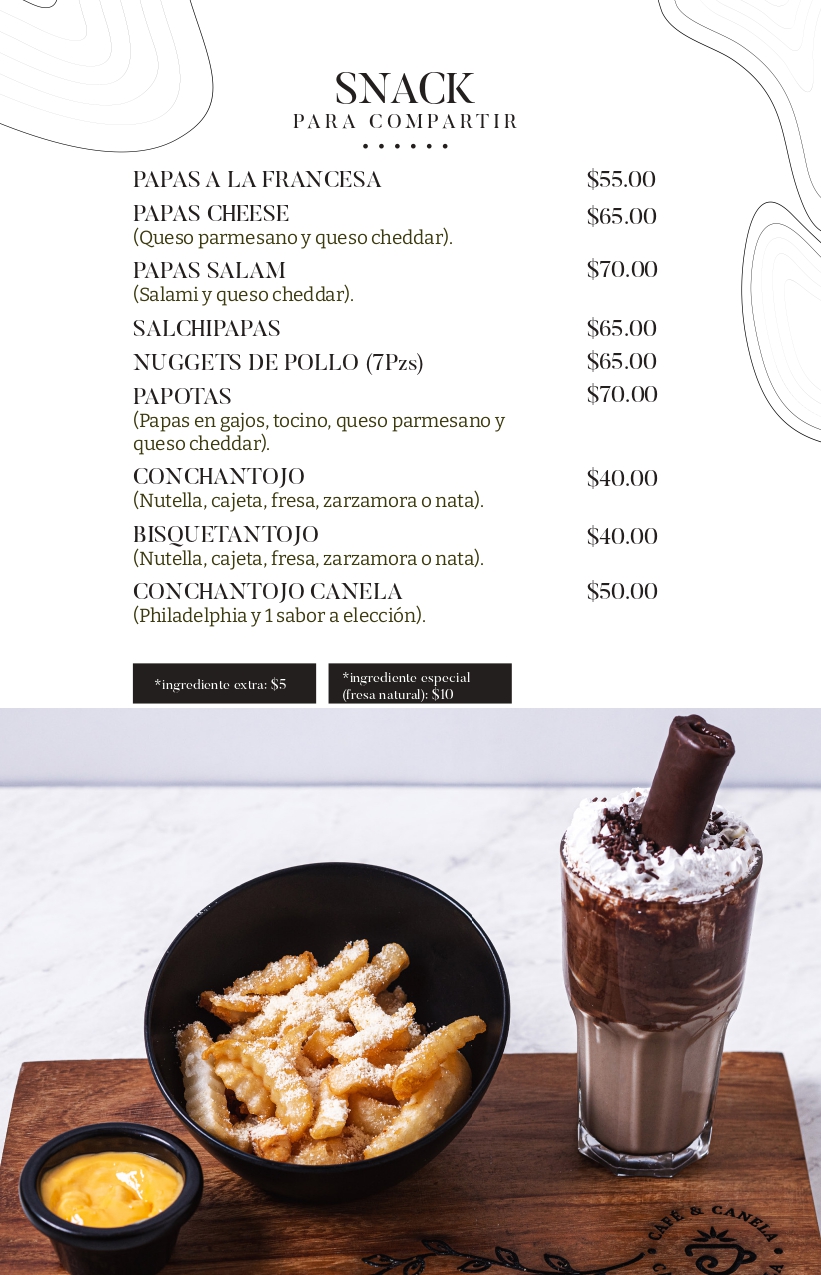 SNACK
PARA COMPARTIR
PAPAS A LA FRANCESA $55.00
PAPAS CHEESE $65.00
(Queso parmesano y queso cheddar).
PAPAS SALAM $70.00
(Salami y queso cheddar).
SALCHIPAPAS $65.00
NUGGETS DE POLLO (7Pzs) $65.00
PAPOTAS $70.00
(Papas en gajos, tocino, queso parmesano y
queso cheddar).
CONCHANTOJO $40.00
(Nutella, cajeta, fresa, zarzamora o nata).
BISQUETANTOJO $40.00
(Nutella, cajeta, fresa, zarzamora o nata).
CONCHANTOJO CANELA $50.00
(Philadelphia y 1 sabor a elección).
*ingrediente extra: $5
*ingrediente especial
(fresa natural): $10
CAFÉ & CANELA